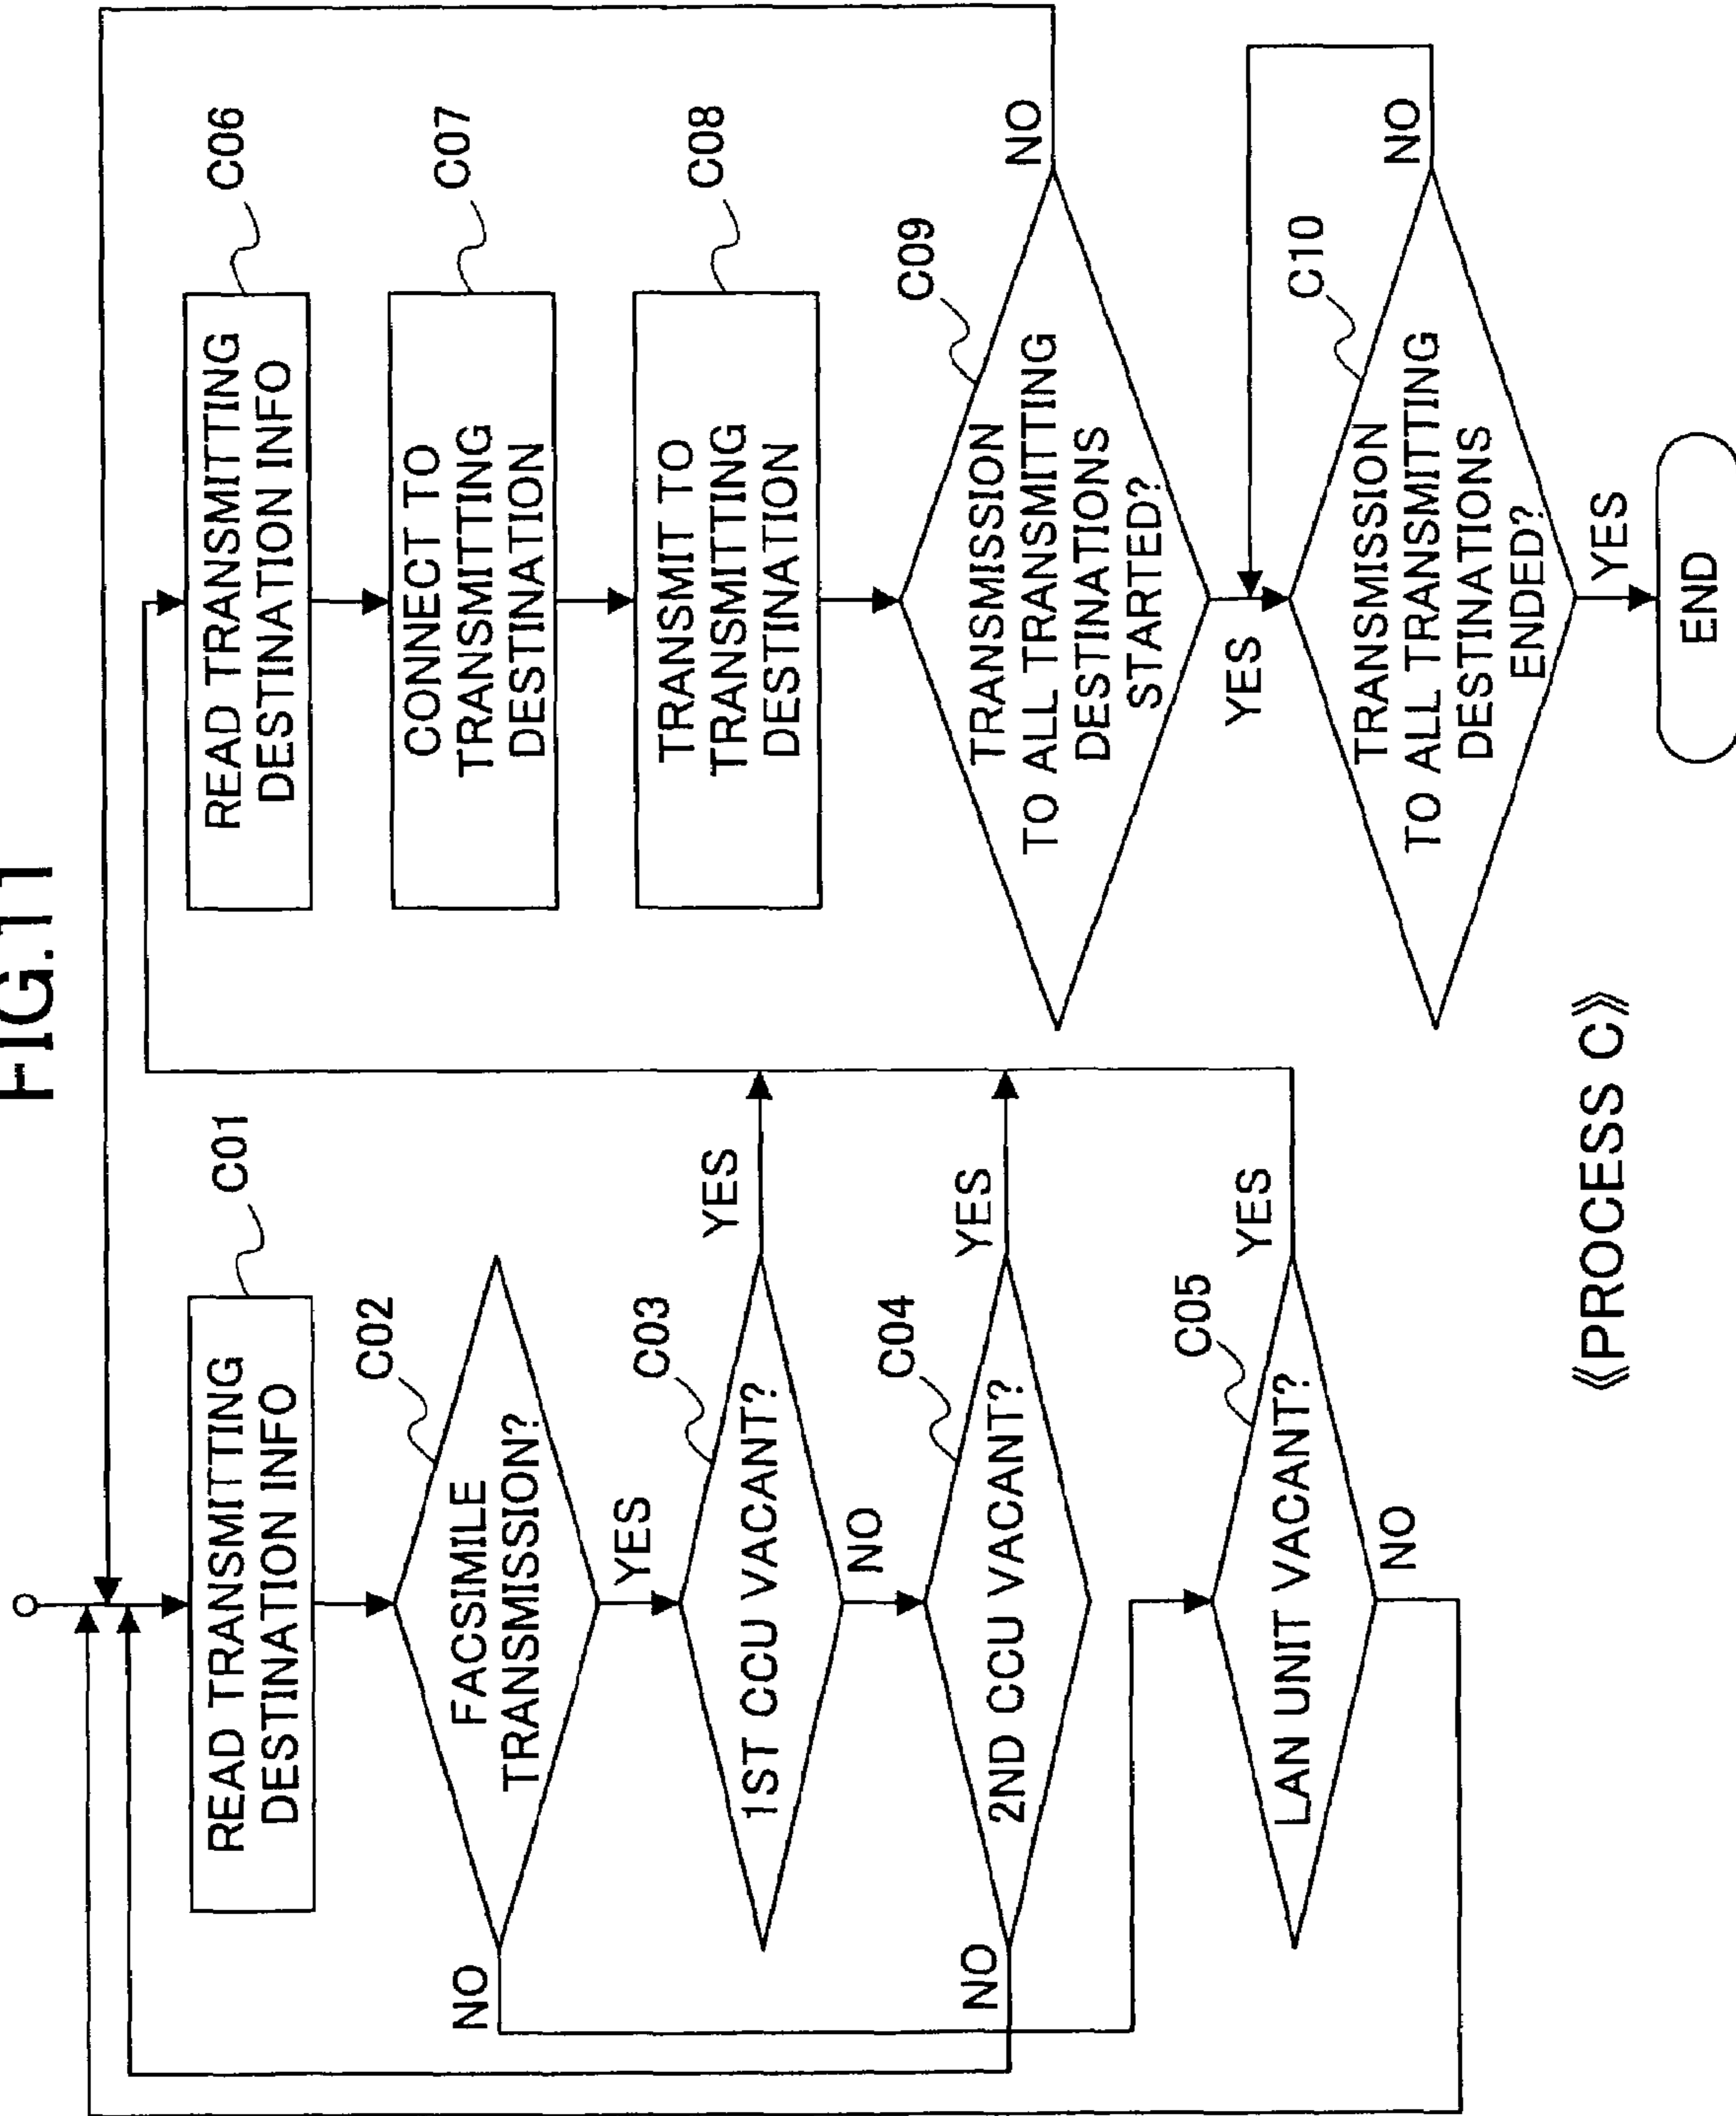 FIG.11
READ TRANSMITTING
DESTINATION INFO
C01
FACSIMILE
TRANSMISSION?
C02
NO
YES
1ST CCU VACANT?
C03
YES
NO
2ND CCU VACANT?
C04
YES
NO
LAN UNIT VACANT?
C05
YES
NO
READ TRANSMITTING
DESTINATION INFO
C06
CONNECT TO
TRANSMITTING
DESTINATION
C07
TRANSMIT TO
TRANSMITTING
DESTINATION
C08
TRANSMISSION
TO ALL TRANSMITTING
DESTINATIONS
STARTED?
C09
NO
YES
TRANSMISSION
TO ALL TRANSMITTING
DESTINATIONS
ENDED?
C10
NO
YES
END
《PROCESS C》